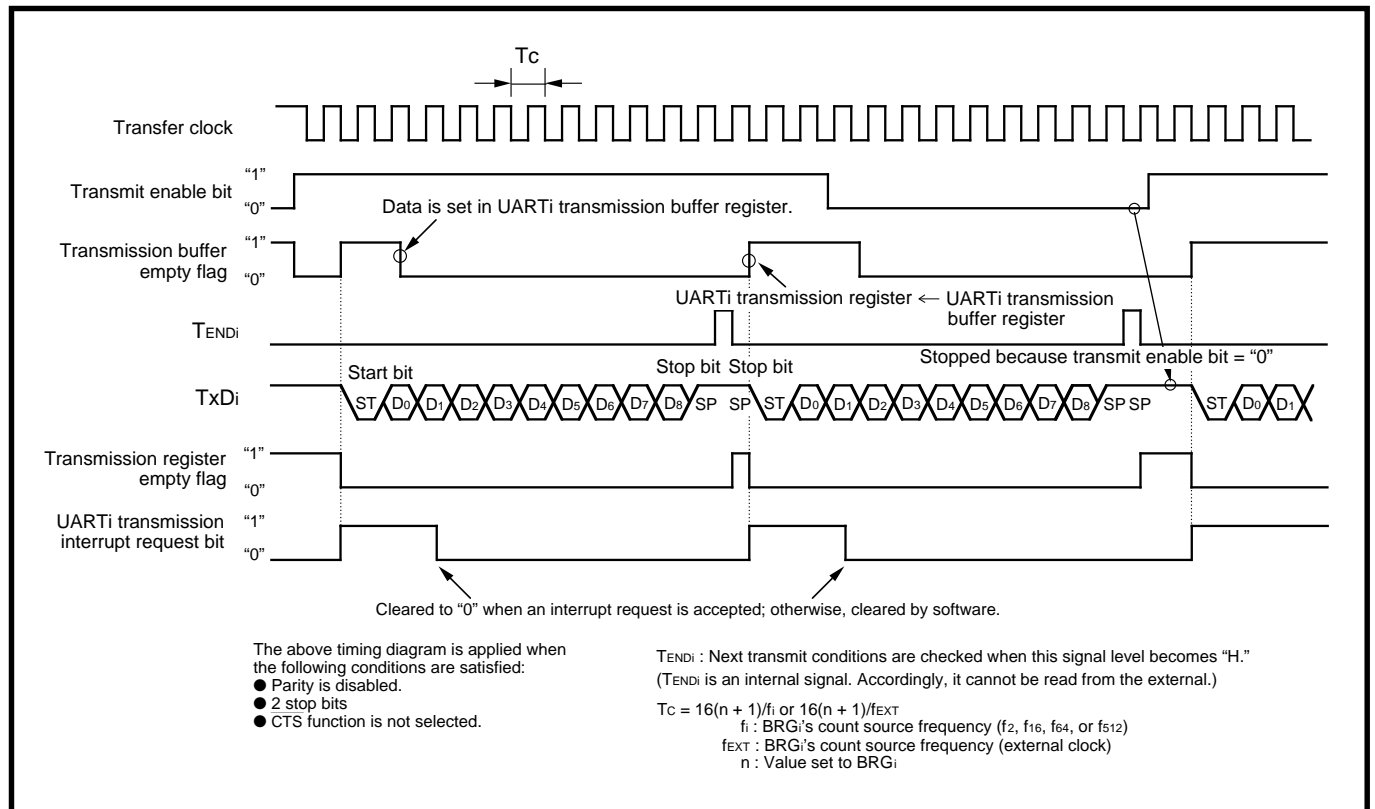 Tc
Transfer clock
Transmit enable bit
“1”
“0”
Data is set in UARTi transmission buffer register.
Transmission buffer
empty flag
“1”
“0”
UARTi transmission register ← UARTi transmission
buffer register
TENDi
Stopped because transmit enable bit = “0”
Start bit
Stop bit Stop bit
TxDi
ST D0 D1 D2 D3 D4 D5 D6 D7 D8 SP SP ST D0 D1 D2 D3 D4 D5 D6 D7 D8 SP SP ST D0 D1
Transmission register
empty flag
“1”
“0”
UARTi transmission
interrupt request bit
“1”
“0”
Cleared to “0” when an interrupt request is accepted; otherwise, cleared by software.
The above timing diagram is applied when
the following conditions are satisfied:
● Parity is disabled.
● 2 stop bits
● CTS function is not selected.
TENDi : Next transmit conditions are checked when this signal level becomes “H.”
(TENDi is an internal signal. Accordingly, it cannot be read from the external.)
Tc = 16(n + 1)/fi or 16(n + 1)/fEXT
fi : BRGi’s count source frequency (f2, f16, f64, or f512)
fEXT : BRGi’s count source frequency (external clock)
n : Value set to BRGi